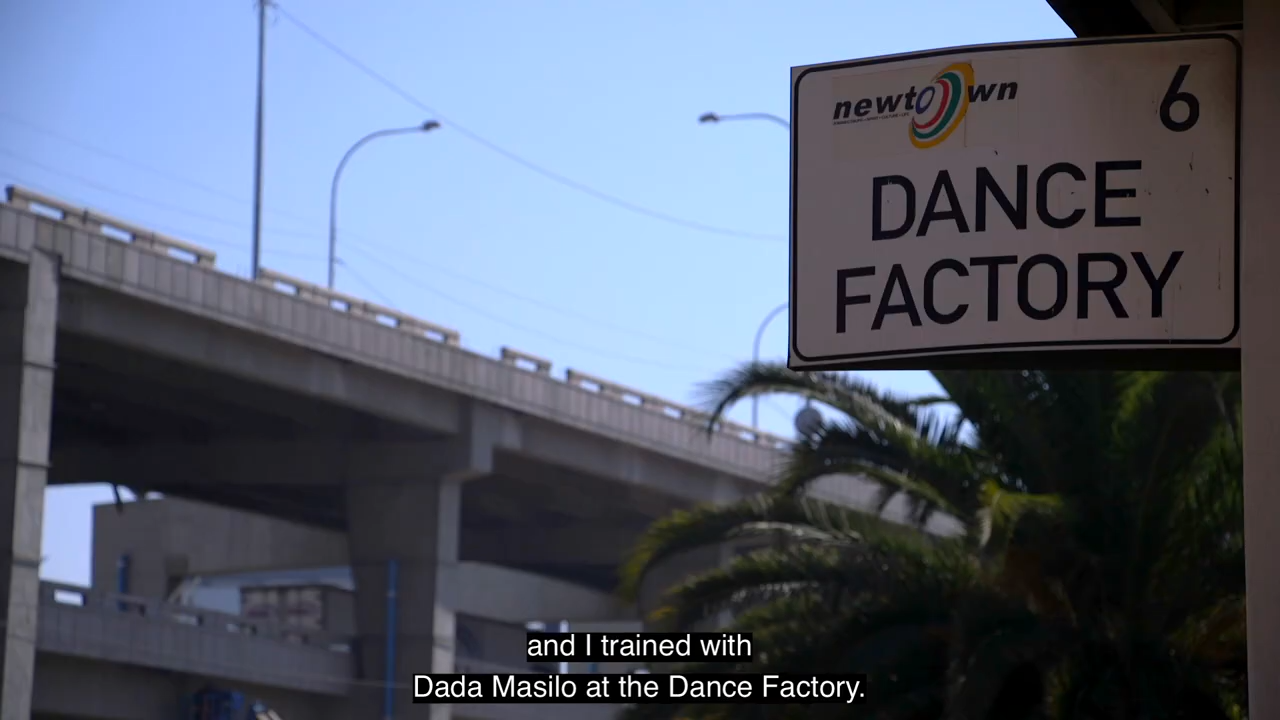 newtown
6
DANCE
FACTORY
and I trained with
Dada Masilo at the Dance Factory.